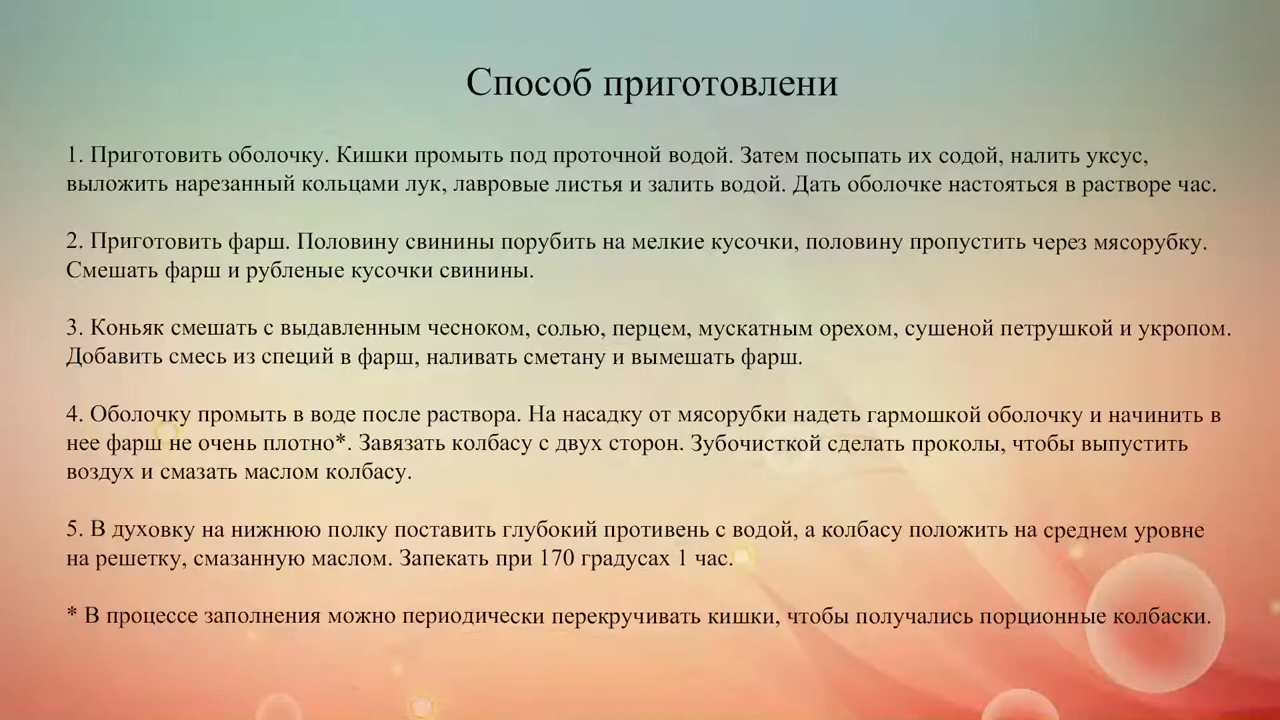 Способ приготовлени
1. Приготовить оболочку. Кишки промыть под проточной водой. Затем посыпать их содой, налить уксус,
выложить нарезанный кольцами лук, лавровые листья и залить водой. Дать оболочке настояться в растворе час.
2. Приготовить фарш. Половину свинины порубить на мелкие кусочки, половину пропустить через мясорубку.
Смешать фарш и рубленые кусочки свинины.
3. Коньяк смешать с выдавленным чесноком, солью, перцем, мускатным орехом, сушеной петрушкой и укропом.
Добавить смесь из специй в фарш, наливать сметану и вымешать фарш.
4. Оболочку промыть в воде после раствора. На насадку от мясорубки надеть гармошкой оболочку и начинить в
нее фарш не очень плотно*. Завязать колбасу с двух сторон. Зубочисткой сделать проколы, чтобы выпустить
воздух и смазать маслом колбасу.
5. В духовку на нижнюю полку поставить глубокий противень с водой, а колбасу положить на среднем уровне
на решетку, смазанную маслом. Запекать при 170 градусах 1 час.
* В процессе заполнения можно периодически перекручивать кишки, чтобы получались порционные колбаски.